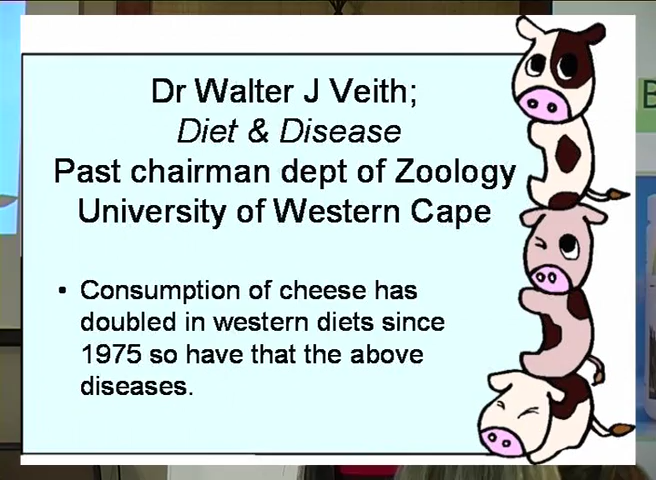 Dr Walter J Veith;
Diet & Disease
Past chairman dept of Zoology
University of Western Cape
• Consumption of cheese has
doubled in western diets since
1975 so have that the above
diseases.